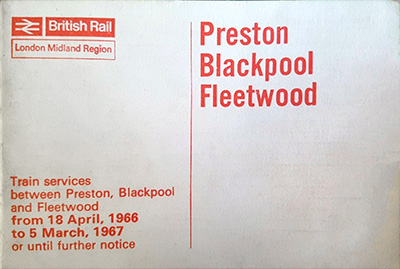 British Rail
London Midland Region
Preston
Blackpool
Fleetwood
Train services
between Preston, Blackpool
and Fleetwood
from 18 April, 1966
to 5 March, 1967
or until further notice